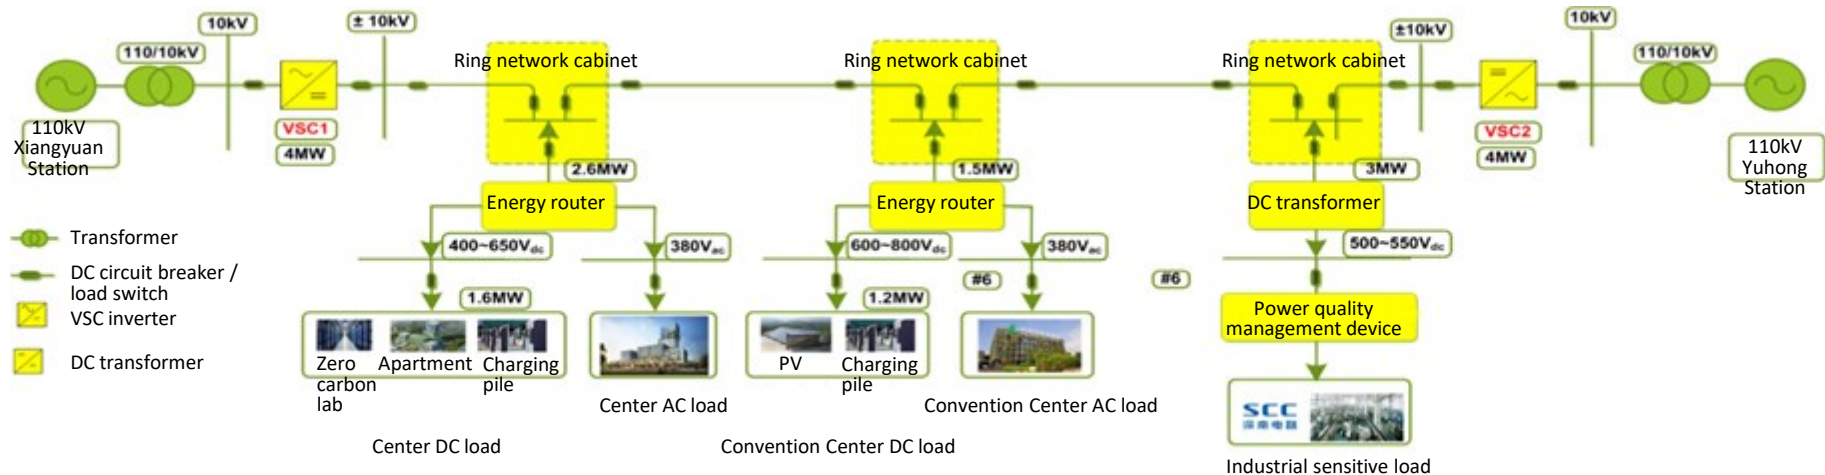 10kV
± 10kV
110/10kV
Ring network cabinet
Ring network cabinet
Ring network cabinet
±10kV
10kV
110/10kV
110kV
Xiangyuan
Station
VSC1
4MW
VSC2
4MW
110kV
Yuhong
Station
2.6MW
1.5MW
3MW
Energy router
Energy router
DC transformer
Transformer
DC circuit breaker /
load switch
VSC inverter
DC transformer
400~650Vdc
380Vac
600~800Vdc
380Vac
500~550Vdc
#6
#6
1.6MW
1.2MW
Power quality
management device
Zero
carbon
lab
Apartment
Charging
pile
PV
Charging
pile
Center AC load
Convention Center AC load
SCC
深南电路
Center DC load
Convention Center DC load
Industrial sensitive load